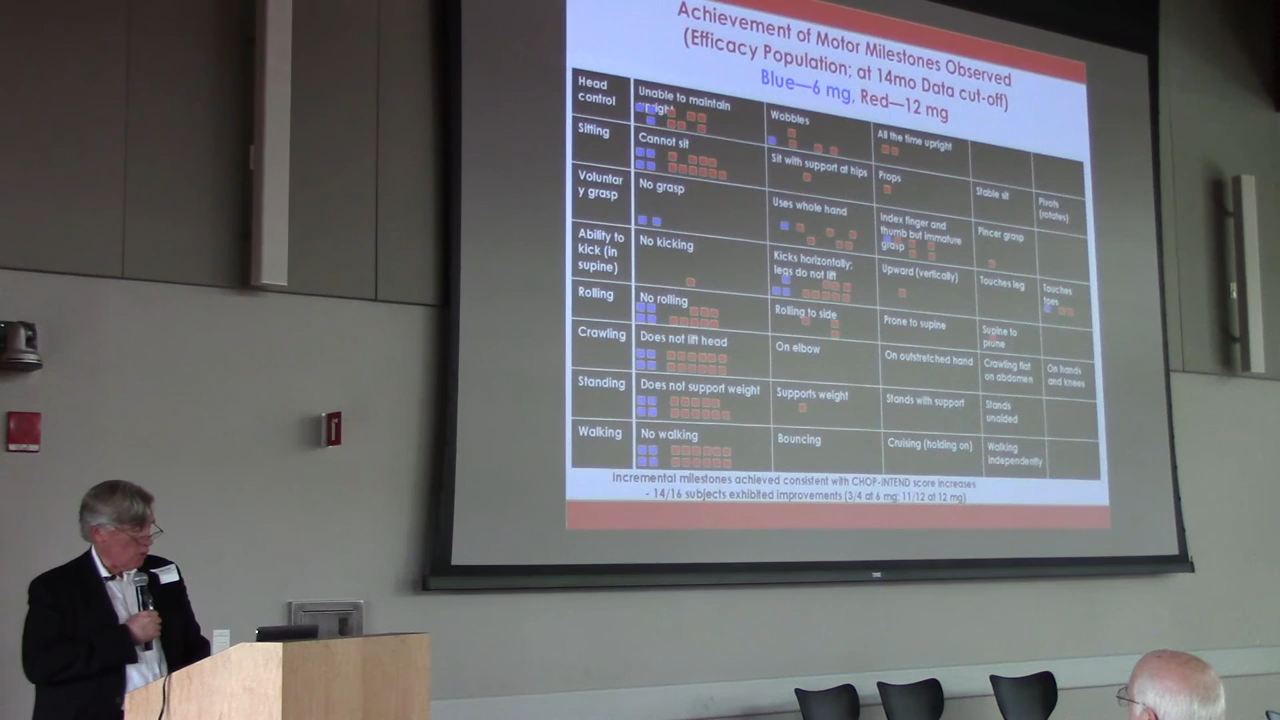 Achievement of Motor Milestones Observed
(Efficacy Population; at 14mo Data cut-off)
Blue—6 mg, Red—12 mg
Head control
Unable to maintain upright
Wobbles
All the time upright
Sitting
Cannot sit
Sit with support at hips
Props
Stable sit
Pivots (rotates)
Voluntar y grasp
No grasp
Uses whole hand
Index finger and thumb but immature grasp
Pincer grasp
Ability to kick (in supine)
No kicking
Kicks horizontally; legs do not lift
Upward (vertically)
Touches leg
Touches toes
Rolling
No rolling
Rolling to side
Prone to supine
Supine to prone
Crawling
Does not lift head
On elbow
On outstretched hand
Crawling flat on abdomen
On hands and knees
Standing
Does not support weight
Supports weight
Stands with support
Stands unaided
Walking
No walking
Bouncing
Cruising (holding on)
Walking independently
Incremental milestones achieved consistent with CHOP-INTEND score increases
- 14/16 subjects exhibited improvements (3/4 at 6 mg; 11/12 at 12 mg)